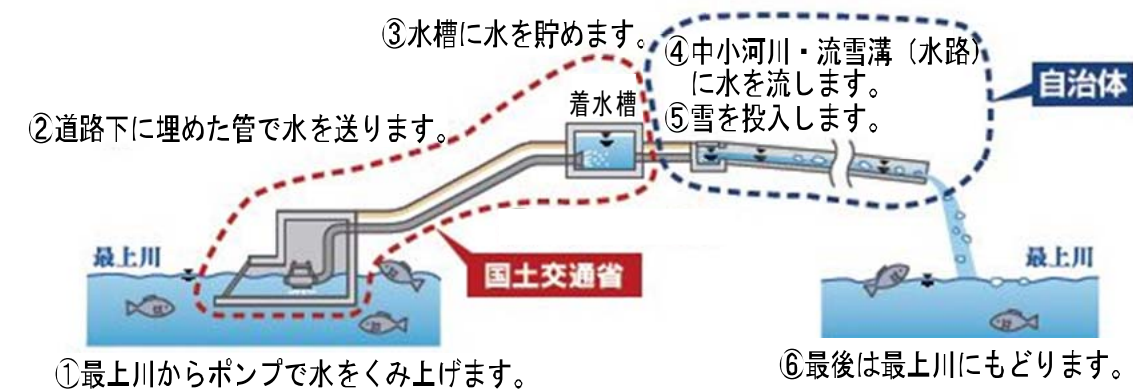 ③水槽に水を貯めます。
④中小河川・流雪溝（水路）
に水を流します。
⑤雪を投入します。
自治体
着水槽
②道路下に埋めた管で水を送ります。
最上川
国土交通省
最上川
①最上川からポンプで水をくみ上げます。
⑥最後は最上川にもどります。